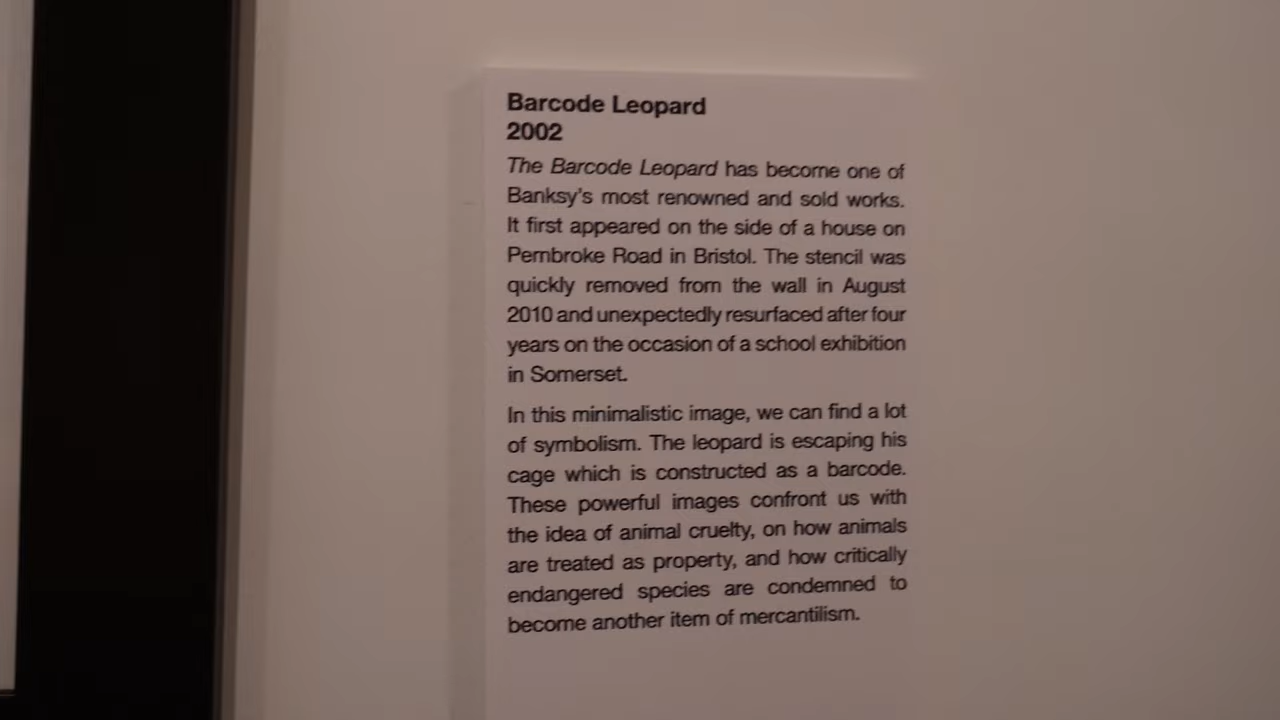 Barcode Leopard
2002
The Barcode Leopard has become one of
Banksy's most renowned and sold works.
It first appeared on the side of a house on
Pembroke Road in Bristol. The stencil was
quickly removed from the wall in August
2010 and unexpectedly resurfaced after four
years on the occasion of a school exhibition
in Somerset.
In this minimalistic image, we can find a lot
of symbolism. The leopard is escaping his
cage which is constructed as a barcode.
These powerful images confront us with
the idea of animal cruelty, on how animals
are treated as property, and how critically
endangered species are condemned to
become another item of mercantilism.